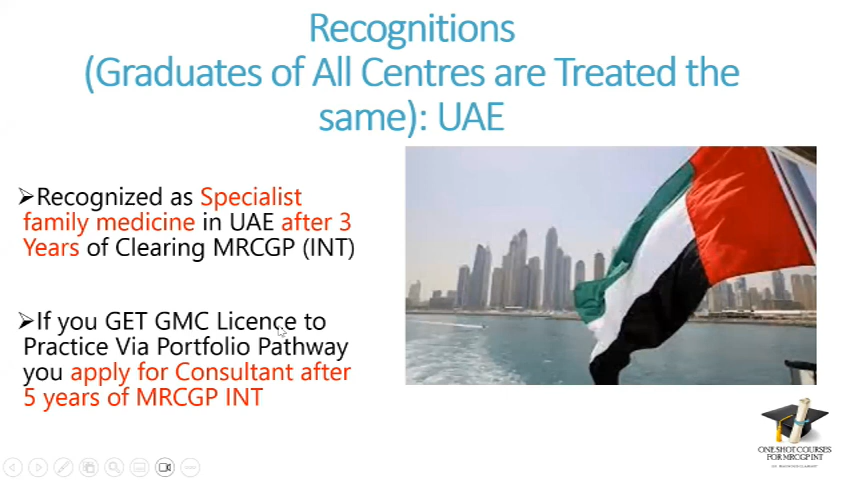 Recognitions
(Graduates of All Centres are Treated the
same): UAE
➢Recognized as Specialist
family medicine in UAE after 3
Years of Clearing MRCGP (INT)
➢If you GET GMC Licence to
Practice Via Portfolio Pathway
you apply for Consultant after
5 years of MRCGP INT
ONE SHOT COURSES
FOR MRCGP INT